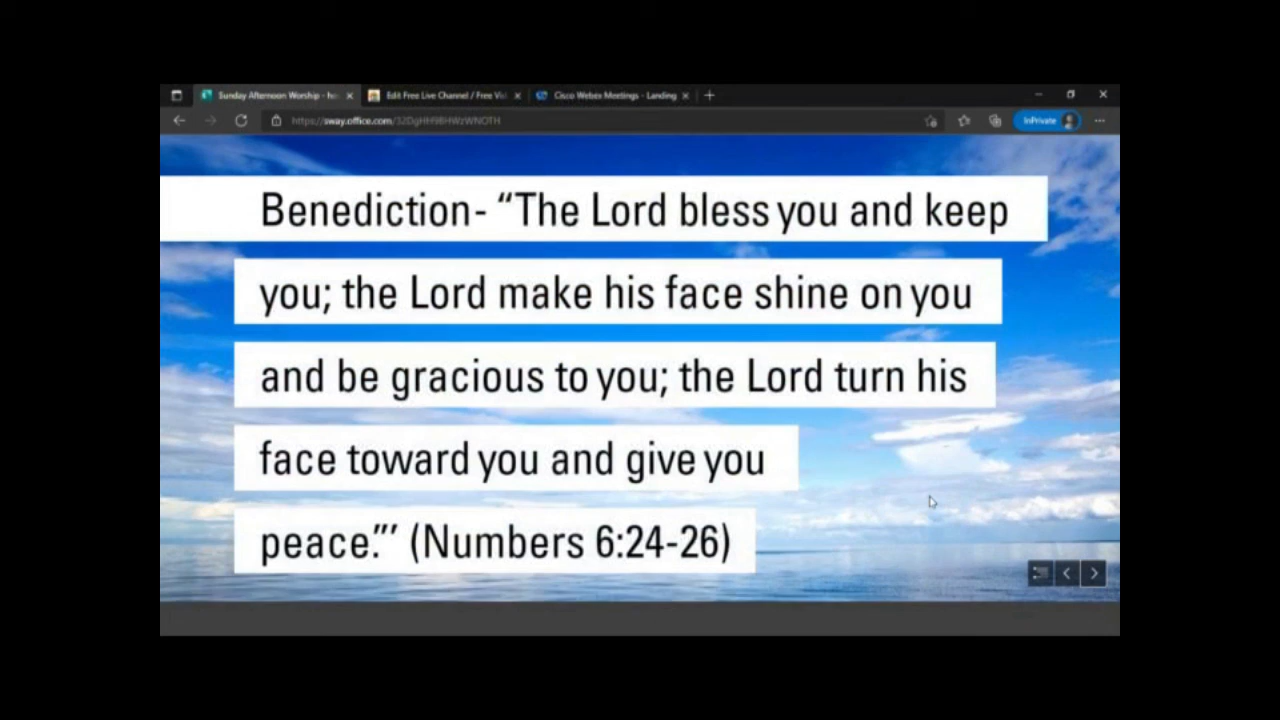 Sunday Afternoon Worship - ho
Edit Free Live Channel / Free Vi
Cisco Webex Meetings - Landing
InPrivate
Benediction- “The Lord bless you and keep
you; the Lord make his face shine on you
and be gracious to you; the Lord turn his
face toward you and give you
peace.”’ (Numbers 6:24-26)